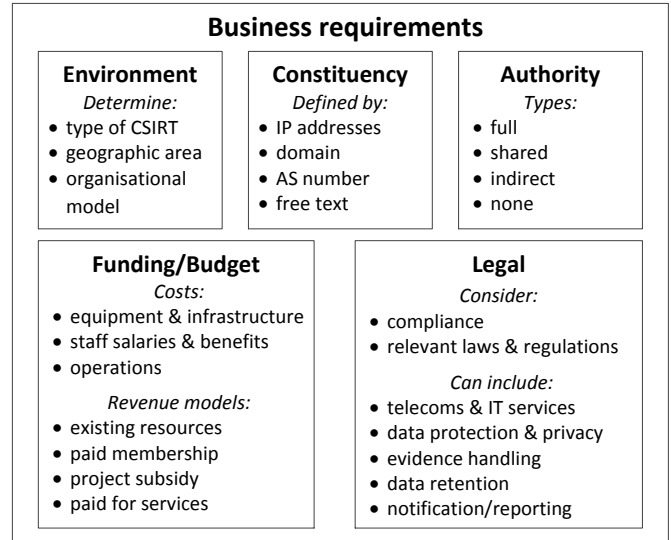 Business requirements
Environment
Determine:
• type of CSIRT
• geographic area
• organisational
model
Constituency
Defined by:
• IP addresses
• domain
• AS number
• free text
Authority
Types:
• full
• shared
• indirect
• none
Funding/Budget
Costs:
• equipment & infrastructure
• staff salaries & benefits
• operations
Revenue models:
• existing resources
• paid membership
• project subsidy
• paid for services
Legal
Consider:
• compliance
• relevant laws & regulations
Can include:
• telecoms & IT services
• data protection & privacy
• evidence handling
• data retention
• notification/reporting